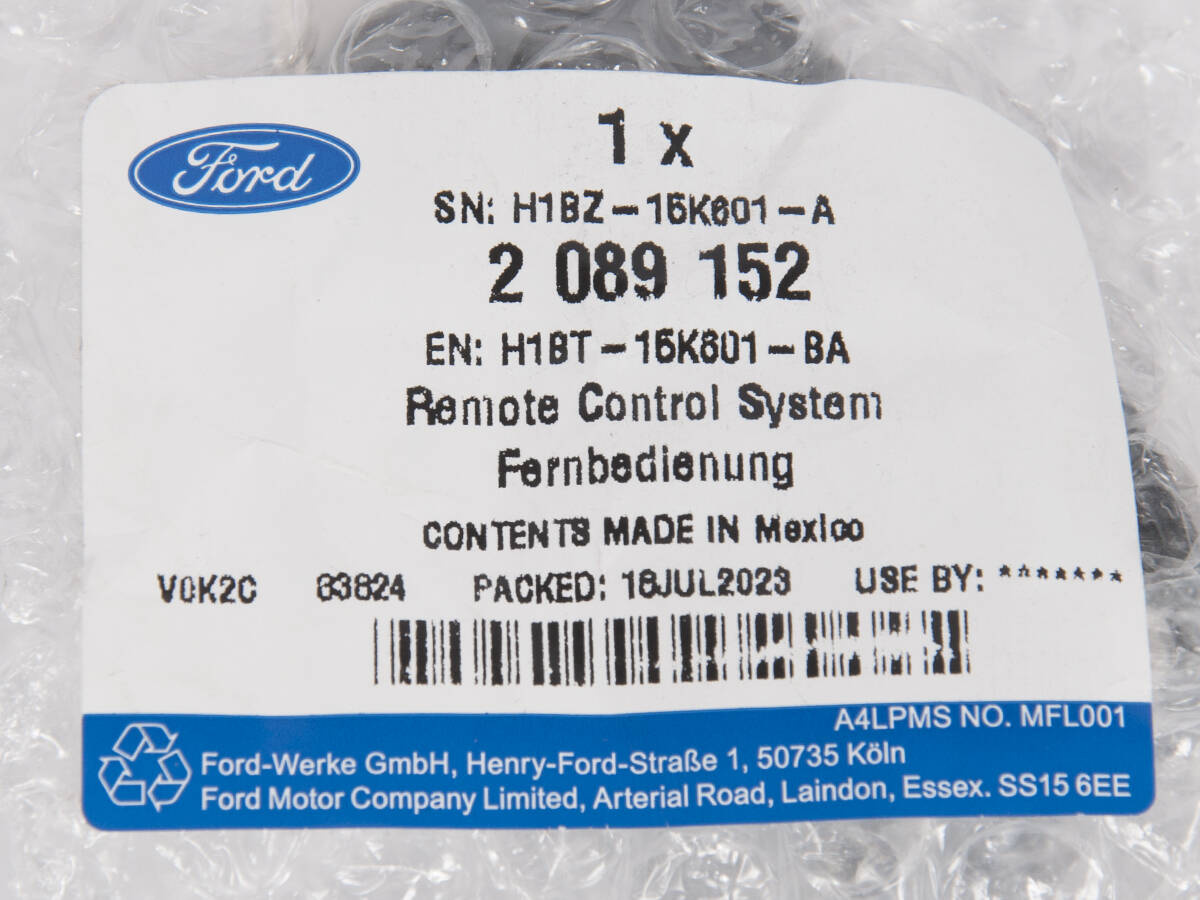 Ford
1 x
SN: H1BZ-15K601-A
2 089 152
EN: H1BT-15K601-BA
Remote Control System
Fernbedienung
CONTENTS MADE IN Mexico
V0K2C 83824 PACKED: 18JUL2023 USE BY: *******
A4LPMS NO. MFL001
Ford-Werke GmbH, Henry-Ford-Straße 1, 50735 Köln
Ford Motor Company Limited, Arterial Road, Laindon, Essex. SS15 6EE